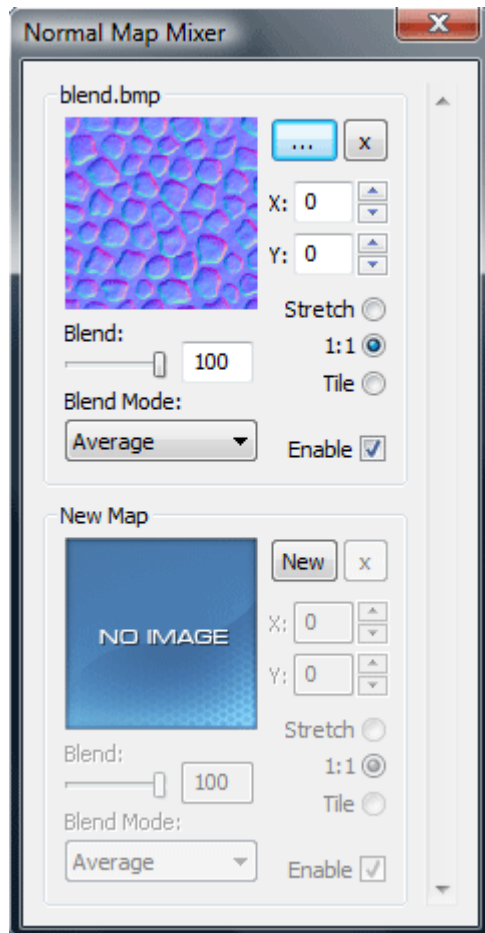 Normal Map Mixer
X
blend.bmp
... x
X: 0
Y: 0
Stretch
Blend:
100
1:1
Tile
Blend Mode:
Average
Enable
New Map
NO IMAGE
New x
X: 0
Y: 0
Stretch
Blend:
100
1:1
Tile
Blend Mode:
Average
Enable